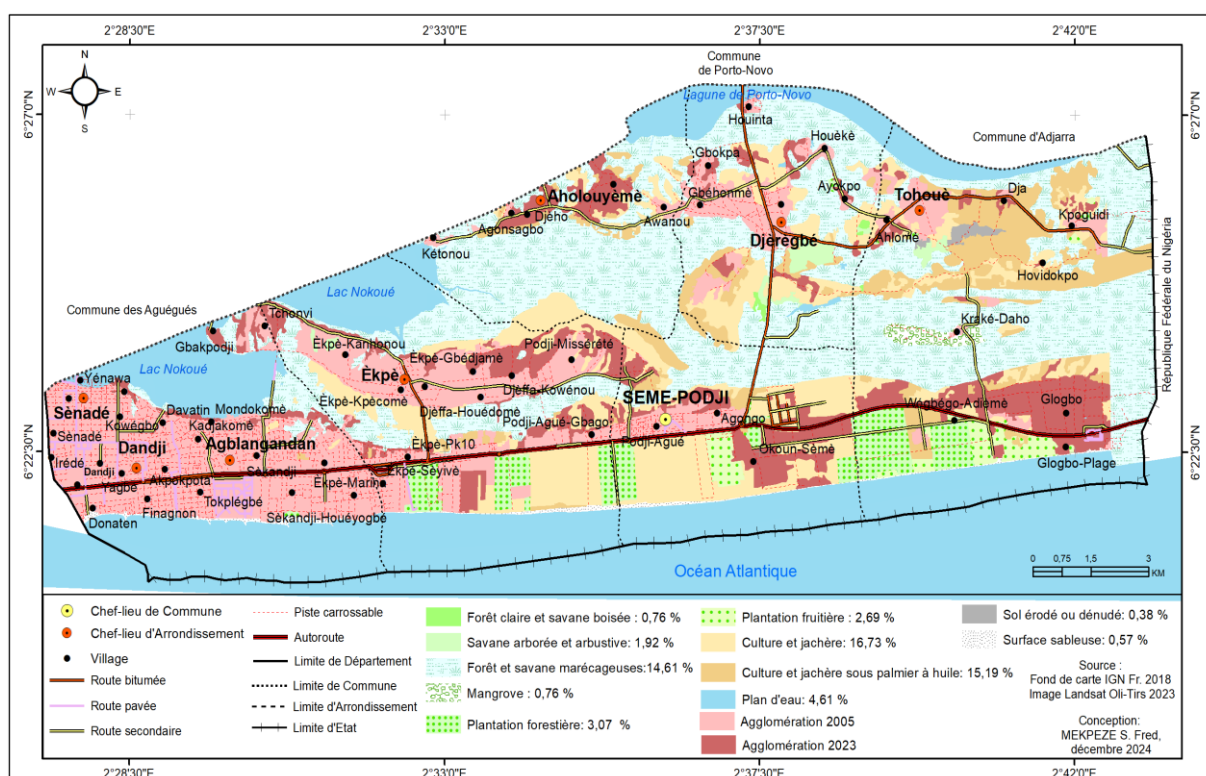 2°28'30"E
2°33'0"E
2°37'30"E
2°42'0"E
N
W
E
S
6°27'0"N
6°27'0"N
6°22'30"N
6°22'30"N
Commune
de Porto-Novo
Lagune de Porto-Novo
Commune d'Adjarra
Commune des Aguégués
République Fédérale du Nigéria
Houinta
Houèkè
Gbokpa
Gbéhonmè
Ayokpo
Tohouè
Dja
Kpoguidi
Aholouyèmè
Djèho
Agonsagbo
Awanou
Djèrègbé
Ahlomè
Hovidokpo
Kétonou
Lac Nokoué
Tchonvi
Gbakpodji
Lac Nokoué
Èkpè-Kanhonou
Èkpè-Gbédjamè
Podji-Missérété
Kraké-Daho
Èkpè
Djèffa-Kowénou
Èkpè-Kpècomè
Djèffa-Houédomè
SEME-PODJI
Yénawa
Sènadé
Davatin
Mondokomè
Kowégbo
Kadjakomè
Podji-Agué-Gbago
Agongo
Podji-Agué
Wégbégo-Adiémè
Glogbo
Sènadé
Dandji
Agblangandan
Èkpè-Pk10
Okoun-Sèmè
Irédé
Dandji
Sèkandji
Èkpè-Sèyivè
Glogbo-Plage
Yagbé
Akpokpota
Èkpè-Marina
Tokplégbé
Donaten
Finagnon
Sèkandji-Houéyogbé
Océan Atlantique
0 0,75 1,5 3
KM
Chef-lieu de Commune
Chef-lieu d'Arrondissement
Village
Route bitumée
Route pavée
Route secondaire
Piste carrossable
Autoroute
Limite de Département
Limite de Commune
Limite d'Arrondissement
Limite d'Etat
Forêt claire et savane boisée : 0,76 %
Savane arborée et arbustive : 1,92 %
Forêt et savane marécageuses:14,61 %
Mangrove : 0,76 %
Plantation forestière: 3,07 %
Plantation fruitière : 2,69 %
Culture et jachère: 16,73 %
Culture et jachère sous palmier à huile: 15,19 %
Plan d'eau: 4,61 %
Agglomération 2005
Agglomération 2023
Sol érodé ou dénudé: 0,38 %
Surface sableuse: 0,57 %
Source :
Fond de carte IGN Fr. 2018
Image Landsat Oli-Tirs 2023
Conception:
MEKPEZE S. Fred,
décembre 2024
2°28'30"E
2°33'0"E
2°37'30"E
2°42'0"E